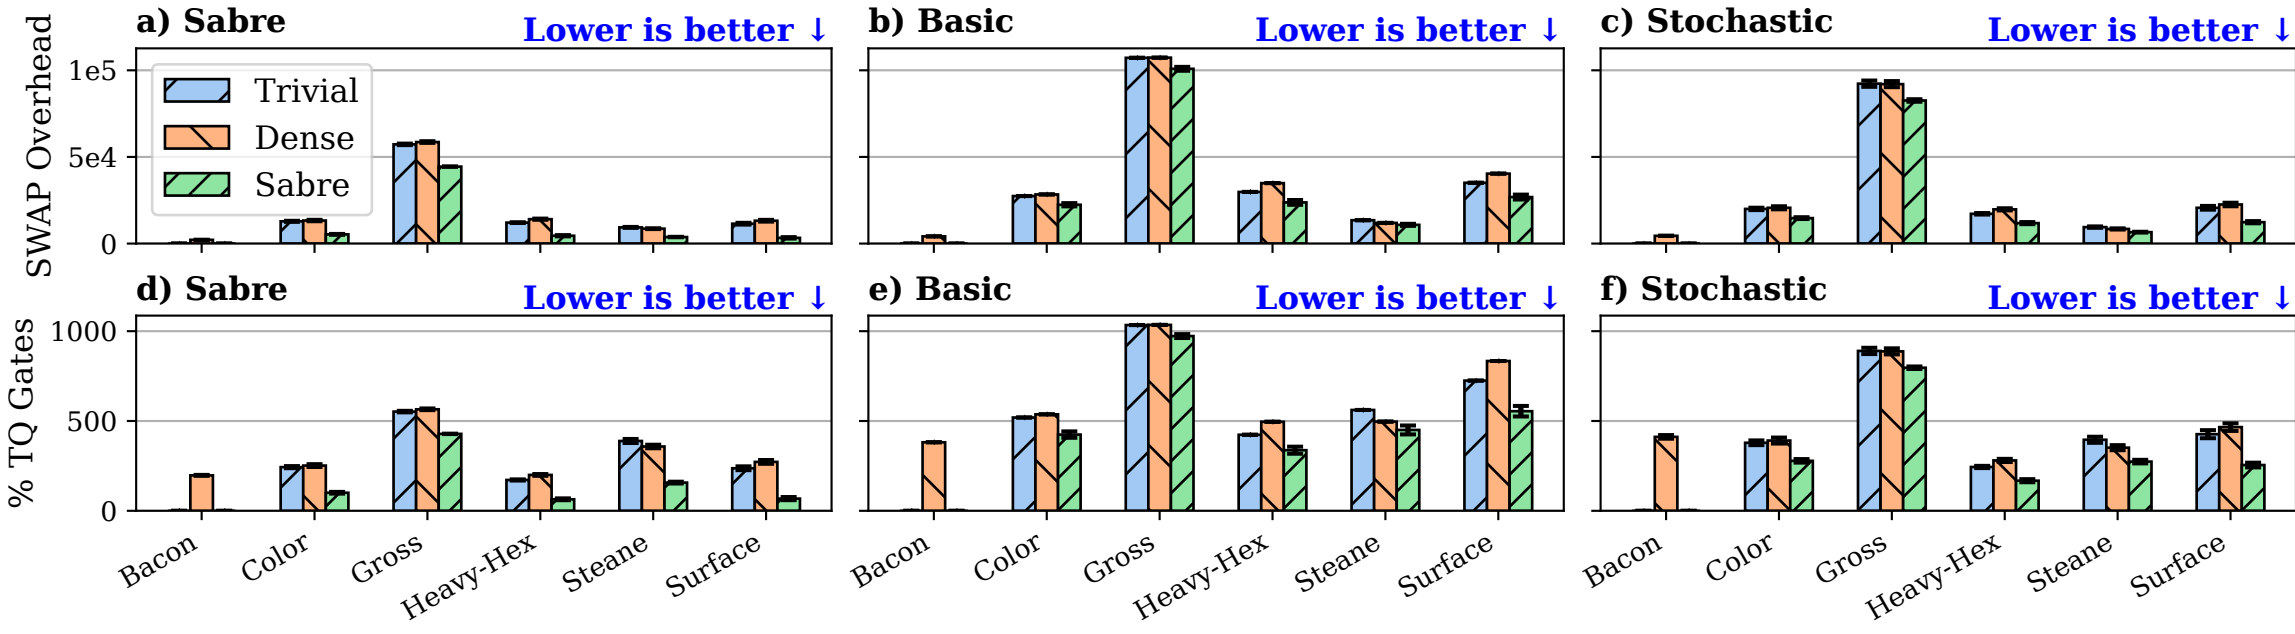 a) Sabre
Lower is better ↓
b) Basic
Lower is better ↓
c) Stochastic
Lower is better ↓
SWAP Overhead
1e5
5e4
0
Trivial
Dense
Sabre
d) Sabre
Lower is better ↓
e) Basic
Lower is better ↓
f) Stochastic
Lower is better ↓
% TQ Gates
1000
500
0
Bacon
Color
Gross
Heavy-Hex
Steane
Surface
Bacon
Color
Gross
Heavy-Hex
Steane
Surface
Bacon
Color
Gross
Heavy-Hex
Steane
Surface